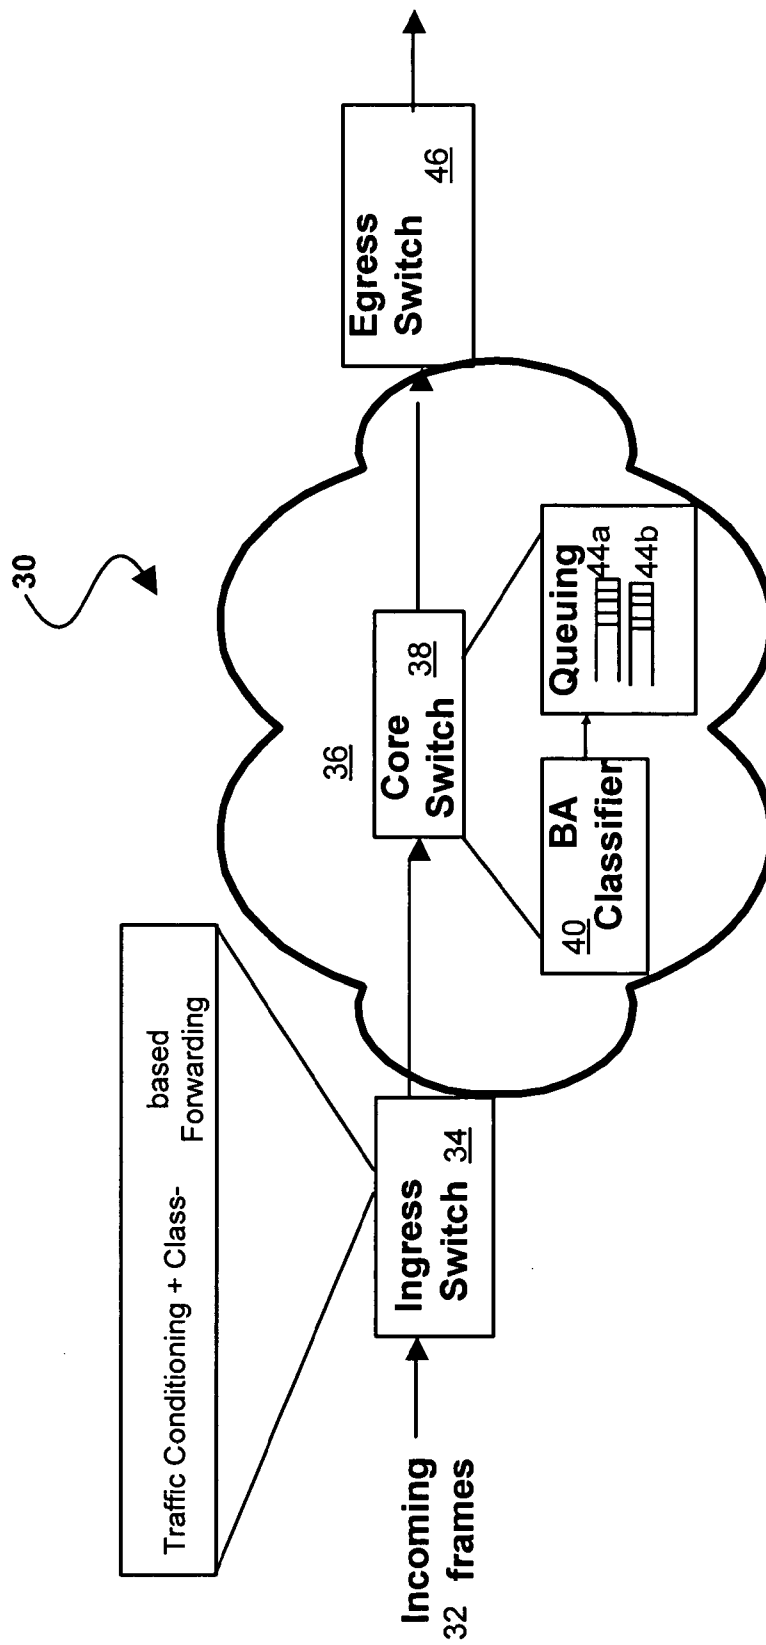 30
Traffic Conditioning + Class-
based
Forwarding
Incoming
32 frames
Ingress
Switch 34
36
Core
Switch 38
BA
40 Classifier
Queuing
44a
44b
Egress
Switch 46